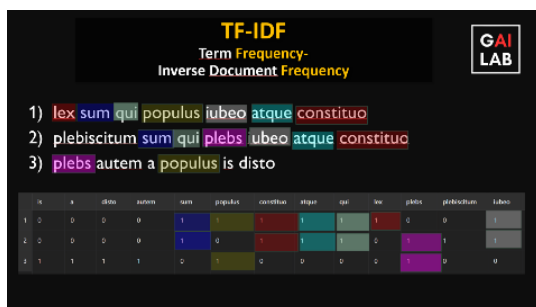 TF-IDF
Term Frequency-
Inverse Document Frequency
GAI
LAB
1) lex sum qui populus iubeo atque constituo
2) plebiscitum sum qui plebs ubeo atque constituo
3) plebs autem a populus is disto
is a disto autem sum populus constituo atque qui lex plebs plebiscitum iubeo
1 0 0 0 0 1 1 1 1 1 1 0 0 1
2 0 0 0 0 1 0 1 1 1 0 1 1 1
3 1 1 1 1 0 1 0 0 0 0 1 0 0